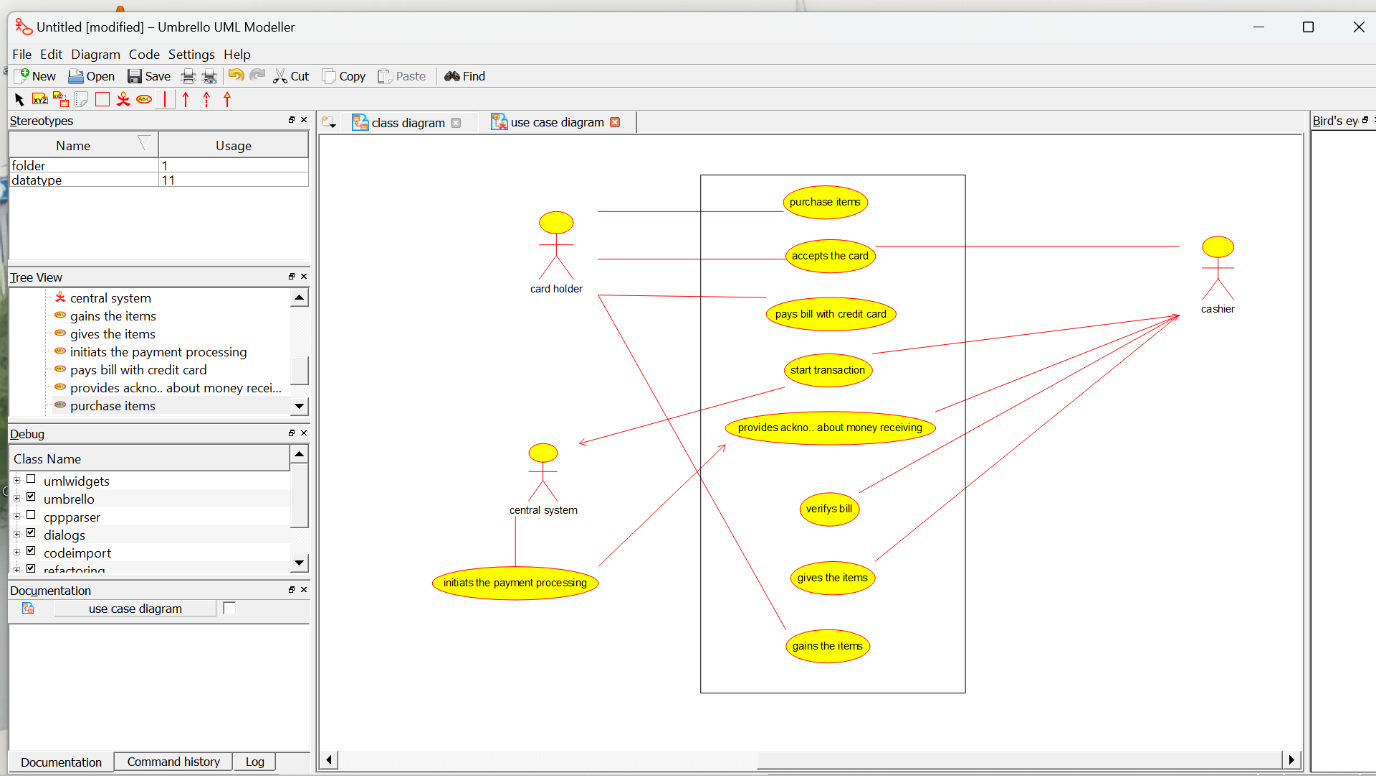 Untitled [modified] – Umbrello UML Modeller
File Edit Diagram Code Settings Help
New Open Save Cut Copy Paste Find
XYZ
Stereotypes
Name Usage
folder 1
datatype 11
Tree View
central system
gains the items
gives the items
initiats the payment processing
pays bill with credit card
provides ackno.. about money recei...
purchase items
Debug
Class Name
umlwidgets
umbrello
cppparser
dialogs
codeimport
refactoring
Documentation
use case diagram
Documentation Command history Log
class diagram use case diagram
Bird's ey
purchase items
card holder
accepts the card
cashier
pays bill with credit card
start transaction
provides ackno.. about money receiving
central system
verifys bill
initiats the payment processing
gives the items
gains the items